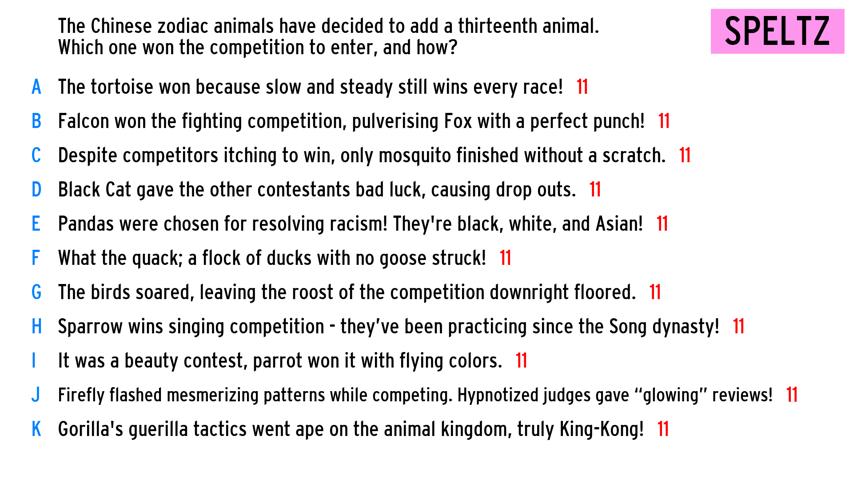 The Chinese zodiac animals have decided to add a thirteenth animal.
Which one won the competition to enter, and how?
SPELTZ
A The tortoise won because slow and steady still wins every race! 11
B Falcon won the fighting competition, pulverising Fox with a perfect punch! 11
C Despite competitors itching to win, only mosquito finished without a scratch. 11
D Black Cat gave the other contestants bad luck, causing drop outs. 11
E Pandas were chosen for resolving racism! They're black, white, and Asian! 11
F What the quack; a flock of ducks with no goose struck! 11
G The birds soared, leaving the roost of the competition downright floored. 11
H Sparrow wins singing competition - they’ve been practicing since the Song dynasty! 11
I It was a beauty contest, parrot won it with flying colors. 11
J Firefly flashed mesmerizing patterns while competing. Hypnotized judges gave “glowing” reviews! 11
K Gorilla's guerilla tactics went ape on the animal kingdom, truly King-Kong! 11